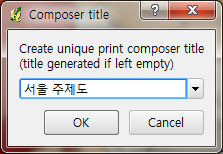 Composer title
Create unique print composer title
(title generated if left empty)
서울 주제도
OK
Cancel